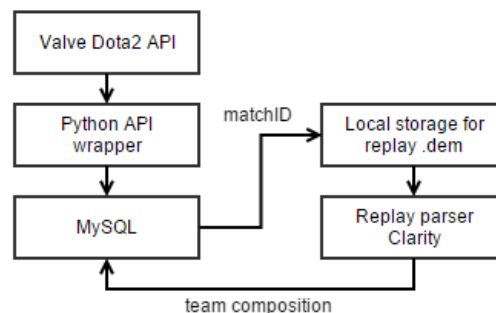 Valve Dota2 API
Python API
wrapper
matchID
Local storage for
replay .dem
MySQL
Replay parser
Clarity
team composition